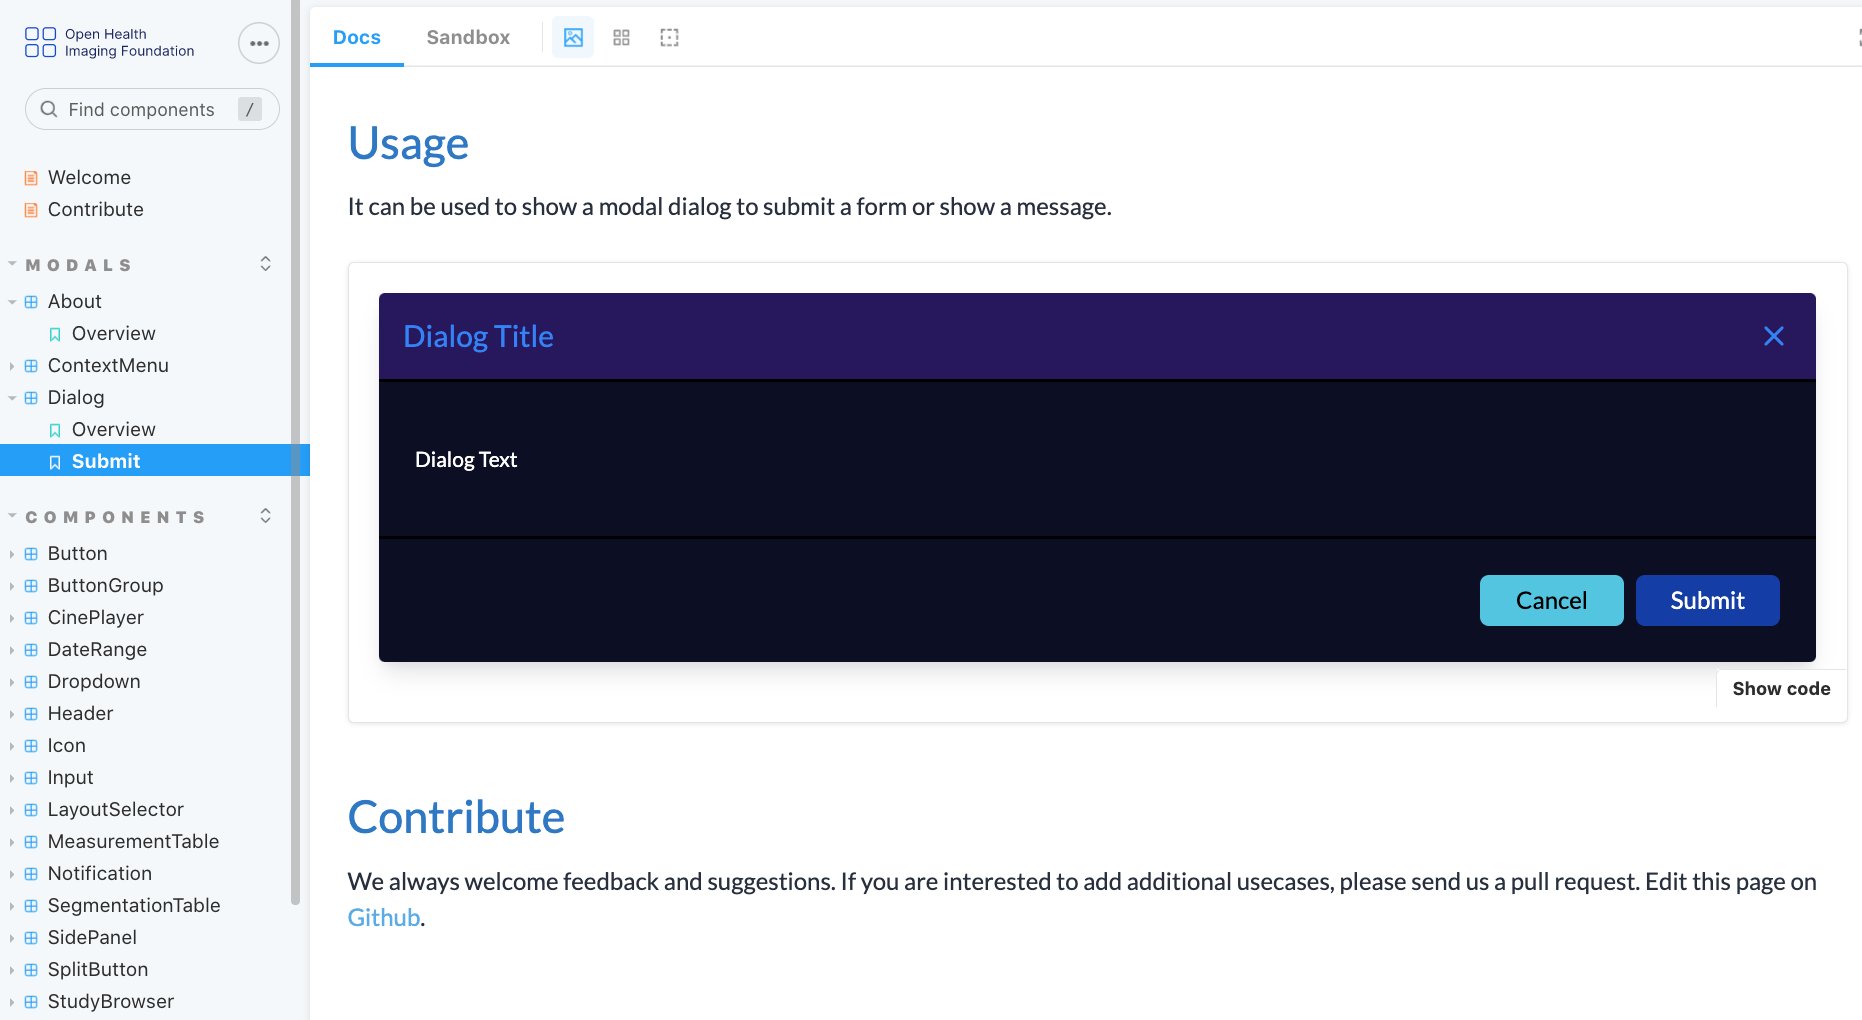 Open Health
Imaging Foundation
Find components /
Welcome
Contribute
MODALS
About
Overview
ContextMenu
Dialog
Overview
Submit
COMPONENTS
Button
ButtonGroup
CinePlayer
DateRange
Dropdown
Header
Icon
Input
LayoutSelector
MeasurementTable
Notification
SegmentationTable
SidePanel
SplitButton
StudyBrowser
Docs Sandbox
Usage
It can be used to show a modal dialog to submit a form or show a message.
Dialog Title
Dialog Text
Cancel Submit
Show code
Contribute
We always welcome feedback and suggestions. If you are interested to add additional usecases, please send us a pull request. Edit this page on
Github.